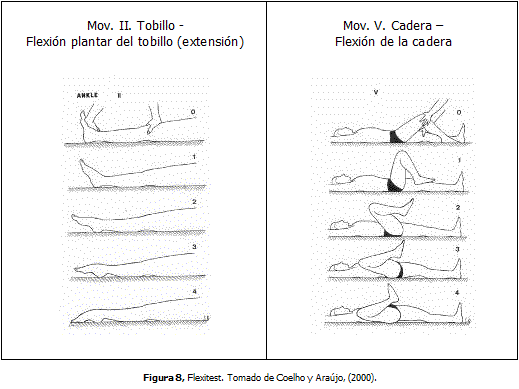 Mov. II. Tobillo -
Flexión plantar del tobillo (extensión)
ANKLE II
0
1
2
3
4
Mov. V. Cadera –
Flexión de la cadera
V
0
1
2
3
4
Figura 8, Flexitest. Tomado de Coelho y Araújo, (2000).